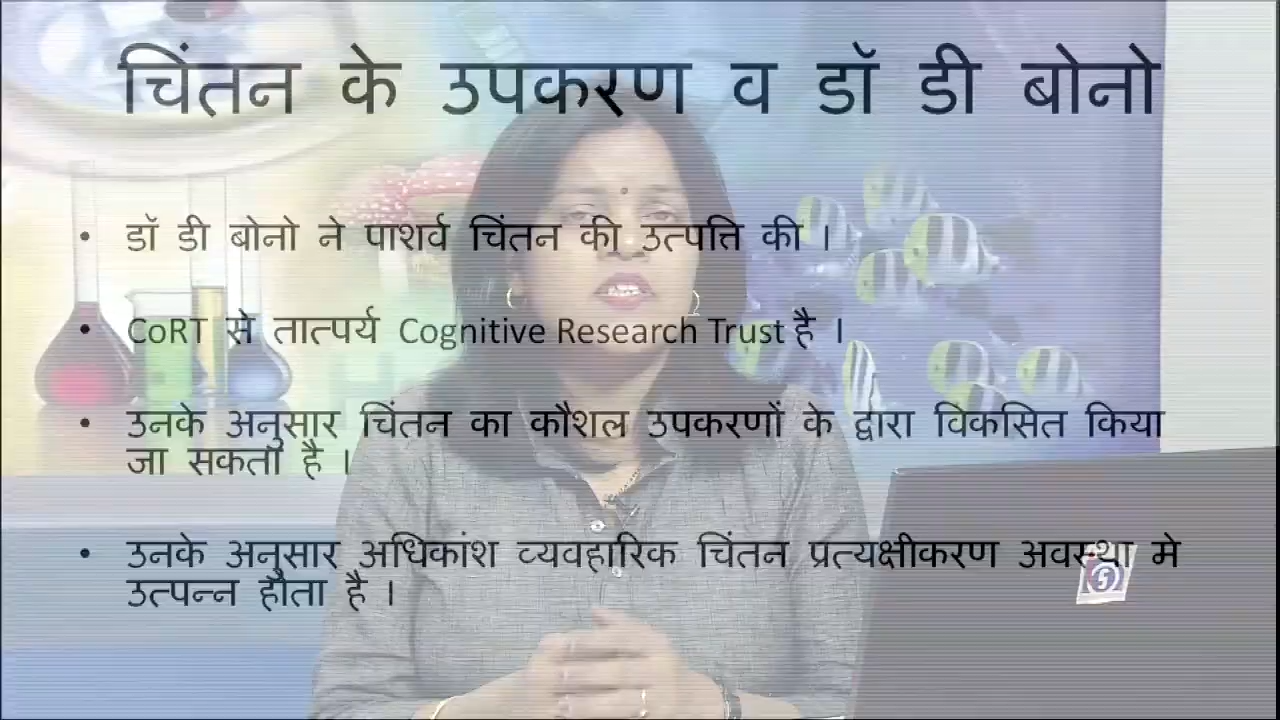 चिंतन के उपकरण व डॉ डी बोनो
• डॉ डी बोनो ने पाशर्व चिंतन की उत्पत्ति की ।
• CoRT से तात्पर्य Cognitive Research Trust है ।
• उनके अनुसार चिंतन का कौशल उपकरणों के द्वारा विकसित किया
जा सकता है ।
• उनके अनुसार अधिकांश व्यवहारिक चिंतन प्रत्यक्षीकरण अवस्था मे
उत्पन्न होता है ।